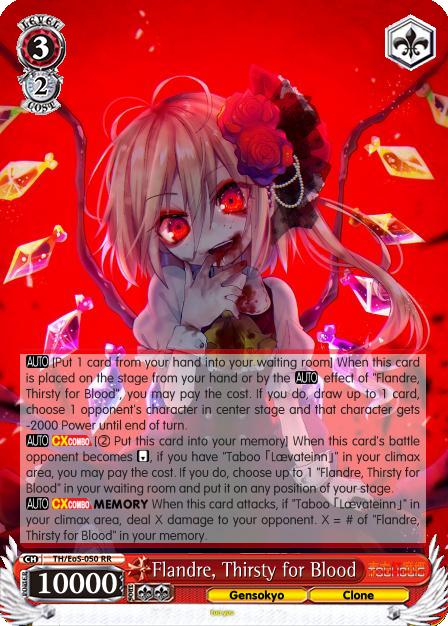 LEVEL
3
2
COST
AUTO [Put 1 card from your hand into your waiting room] When this card
is placed on the stage from your hand or by the AUTO effect of "Flandre,
Thirsty for Blood", you may pay the cost. If you do, draw up to 1 card,
choose 1 opponent's character in center stage and that character gets
-2000 Power until end of turn.
AUTO CXCOMBO [(2) Put this card into your memory] When this card's battle
opponent becomes , if you have "Taboo「Lævateinn」" in your climax
area, you may pay the cost. If you do, choose up to 1 "Flandre, Thirsty for
Blood" in your waiting room and put it on any position of your stage.
AUTO CXCOMBO MEMORY When this card attacks, if "Taboo「Lævateinn」" in
your climax area, deal X damage to your opponent. X = # of "Flandre,
Thirsty for Blood" in your memory.
CH TH/EoS-050 RR
POWER 10000 SOUL Flandre, Thirsty for Blood
Gensokyo Clone